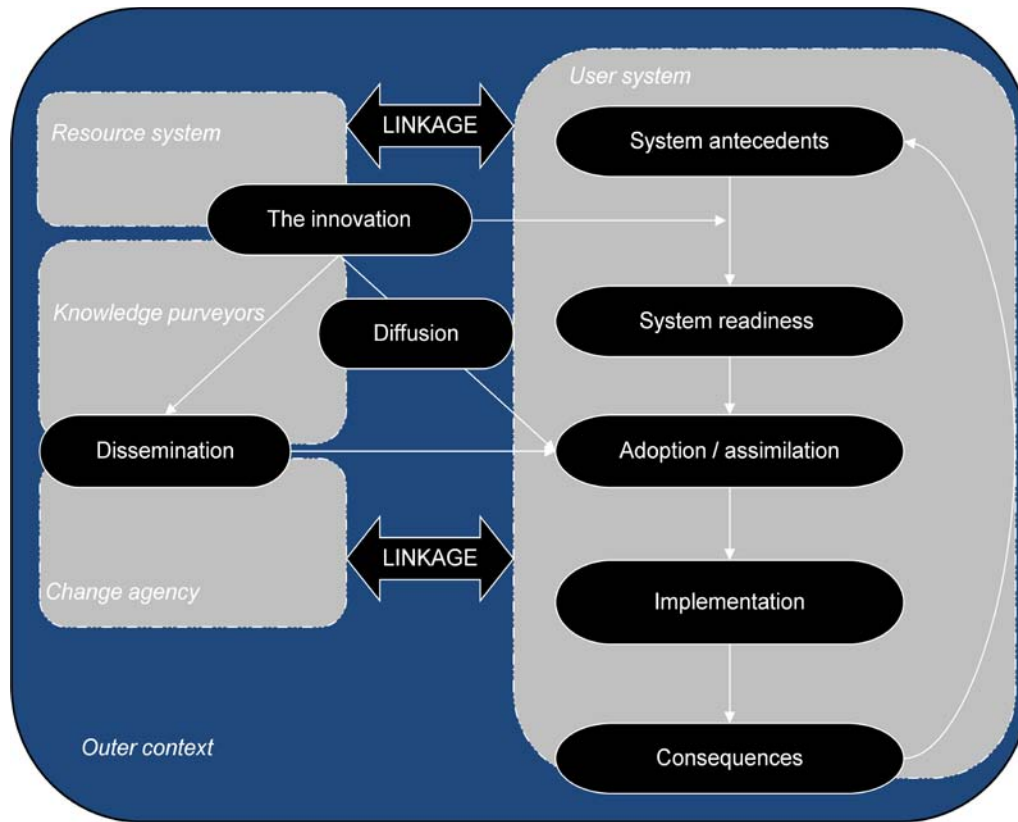 User system
Resource system
LINKAGE
System antecedents
The innovation
Knowledge purveyors
Diffusion
System readiness
Dissemination
Adoption / assimilation
LINKAGE
Change agency
Implementation
Outer context
Consequences